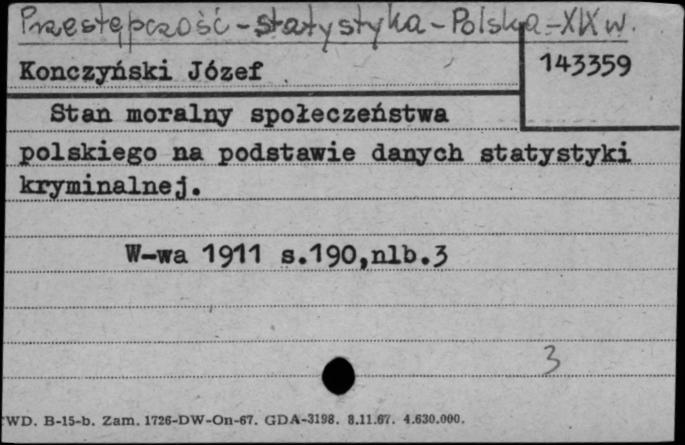 Przestępczość - statystyka - Polska - XIX w.
Konczyński Józef
143359
Stan moralny społeczeństwa
polskiego na podstawie danych statystyki
kryminalnej.
W-wa 1911 s.190,nlb.3
3
WD. B-15-b. Zam. 1726-DW-On-67. GDA-3198. 8.11.67. 4.630.000.